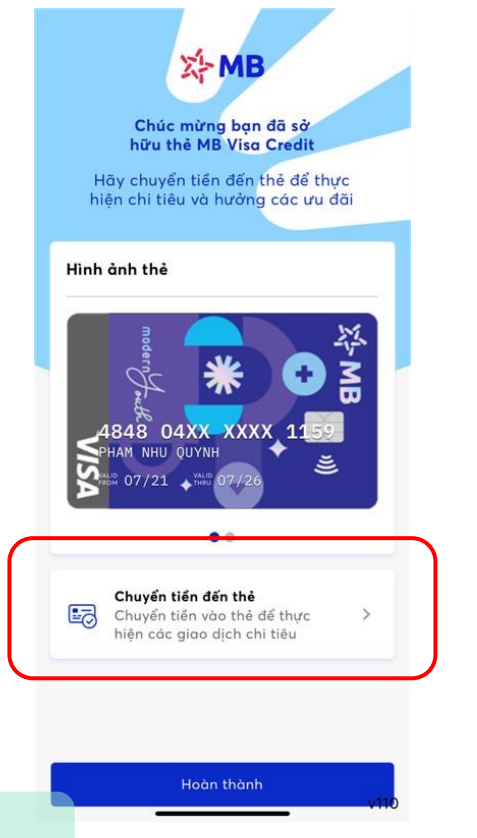 MB
Chúc mừng bạn đã sở
hữu thẻ MB Visa Credit
Hãy chuyển tiền đến thẻ để thực
hiện chi tiêu và hưởng các ưu đãi
Hình ảnh thẻ
modern
Youth
MB
4848 04XX XXXX 1159
PHAM NHU QUYNH
VALID FROM 07/21 VALID THRU 07/26
VISA
Chuyển tiền đến thẻ
Chuyển tiền vào thẻ để thực
hiện các giao dịch chi tiêu
Hoàn thành
v110